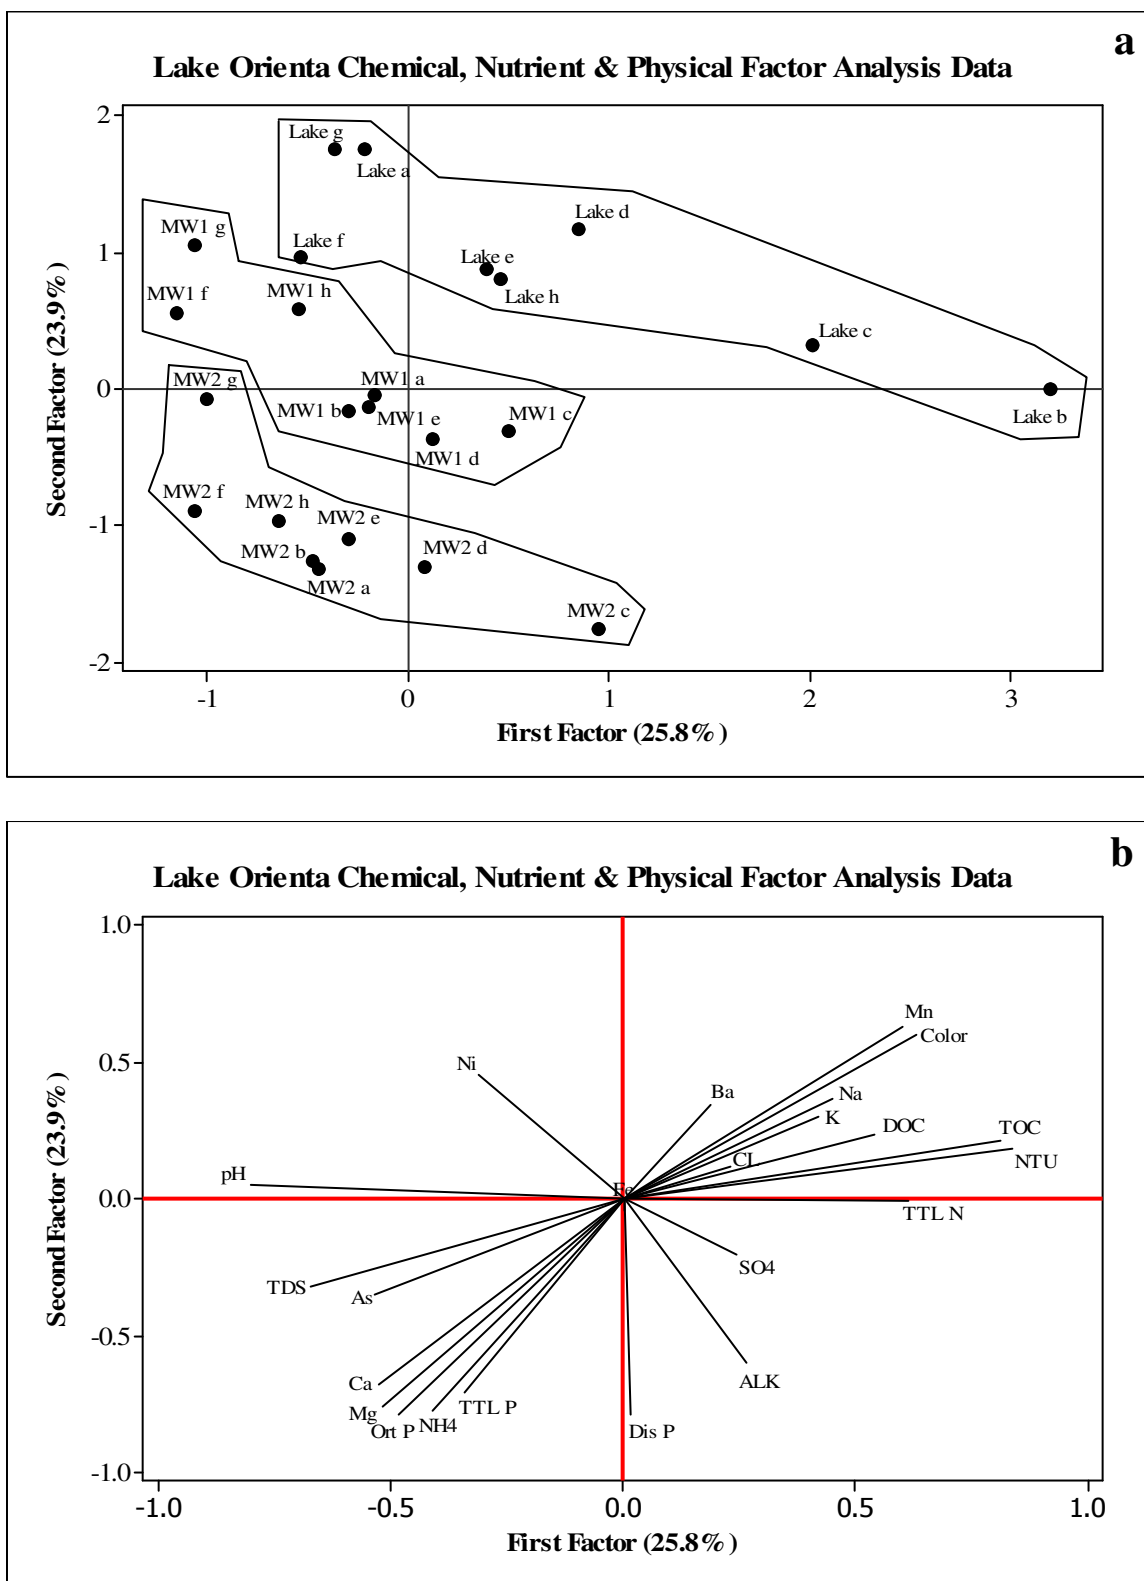 a
Lake Orienta Chemical, Nutrient & Physical Factor Analysis Data
Second Factor (23.9%)
2
1
0
-1
-2
Lake g
Lake a
Lake d
MW1 g
Lake f
Lake e
MW1 f
MW1 h
Lake h
Lake c
MW2 g
MW1 a
MW1 b
MW1 e
MW1 c
Lake b
MW1 d
MW2 f
MW2 h
MW2 e
MW2 b
MW2 d
MW2 a
MW2 c
-1
0
1
2
3
First Factor (25.8%)
b
Lake Orienta Chemical, Nutrient & Physical Factor Analysis Data
Second Factor (23.9%)
1.0
0.5
0.0
-0.5
-1.0
Mn
Color
Ni
Ba
Na
K
DOC
TOC
CL
NTU
pH
Fe
TTL N
SO4
TDS
As
Ca
ALK
Mg
TTL P
Ort P
NH4
Dis P
-1.0
-0.5
0.0
0.5
1.0
First Factor (25.8%)